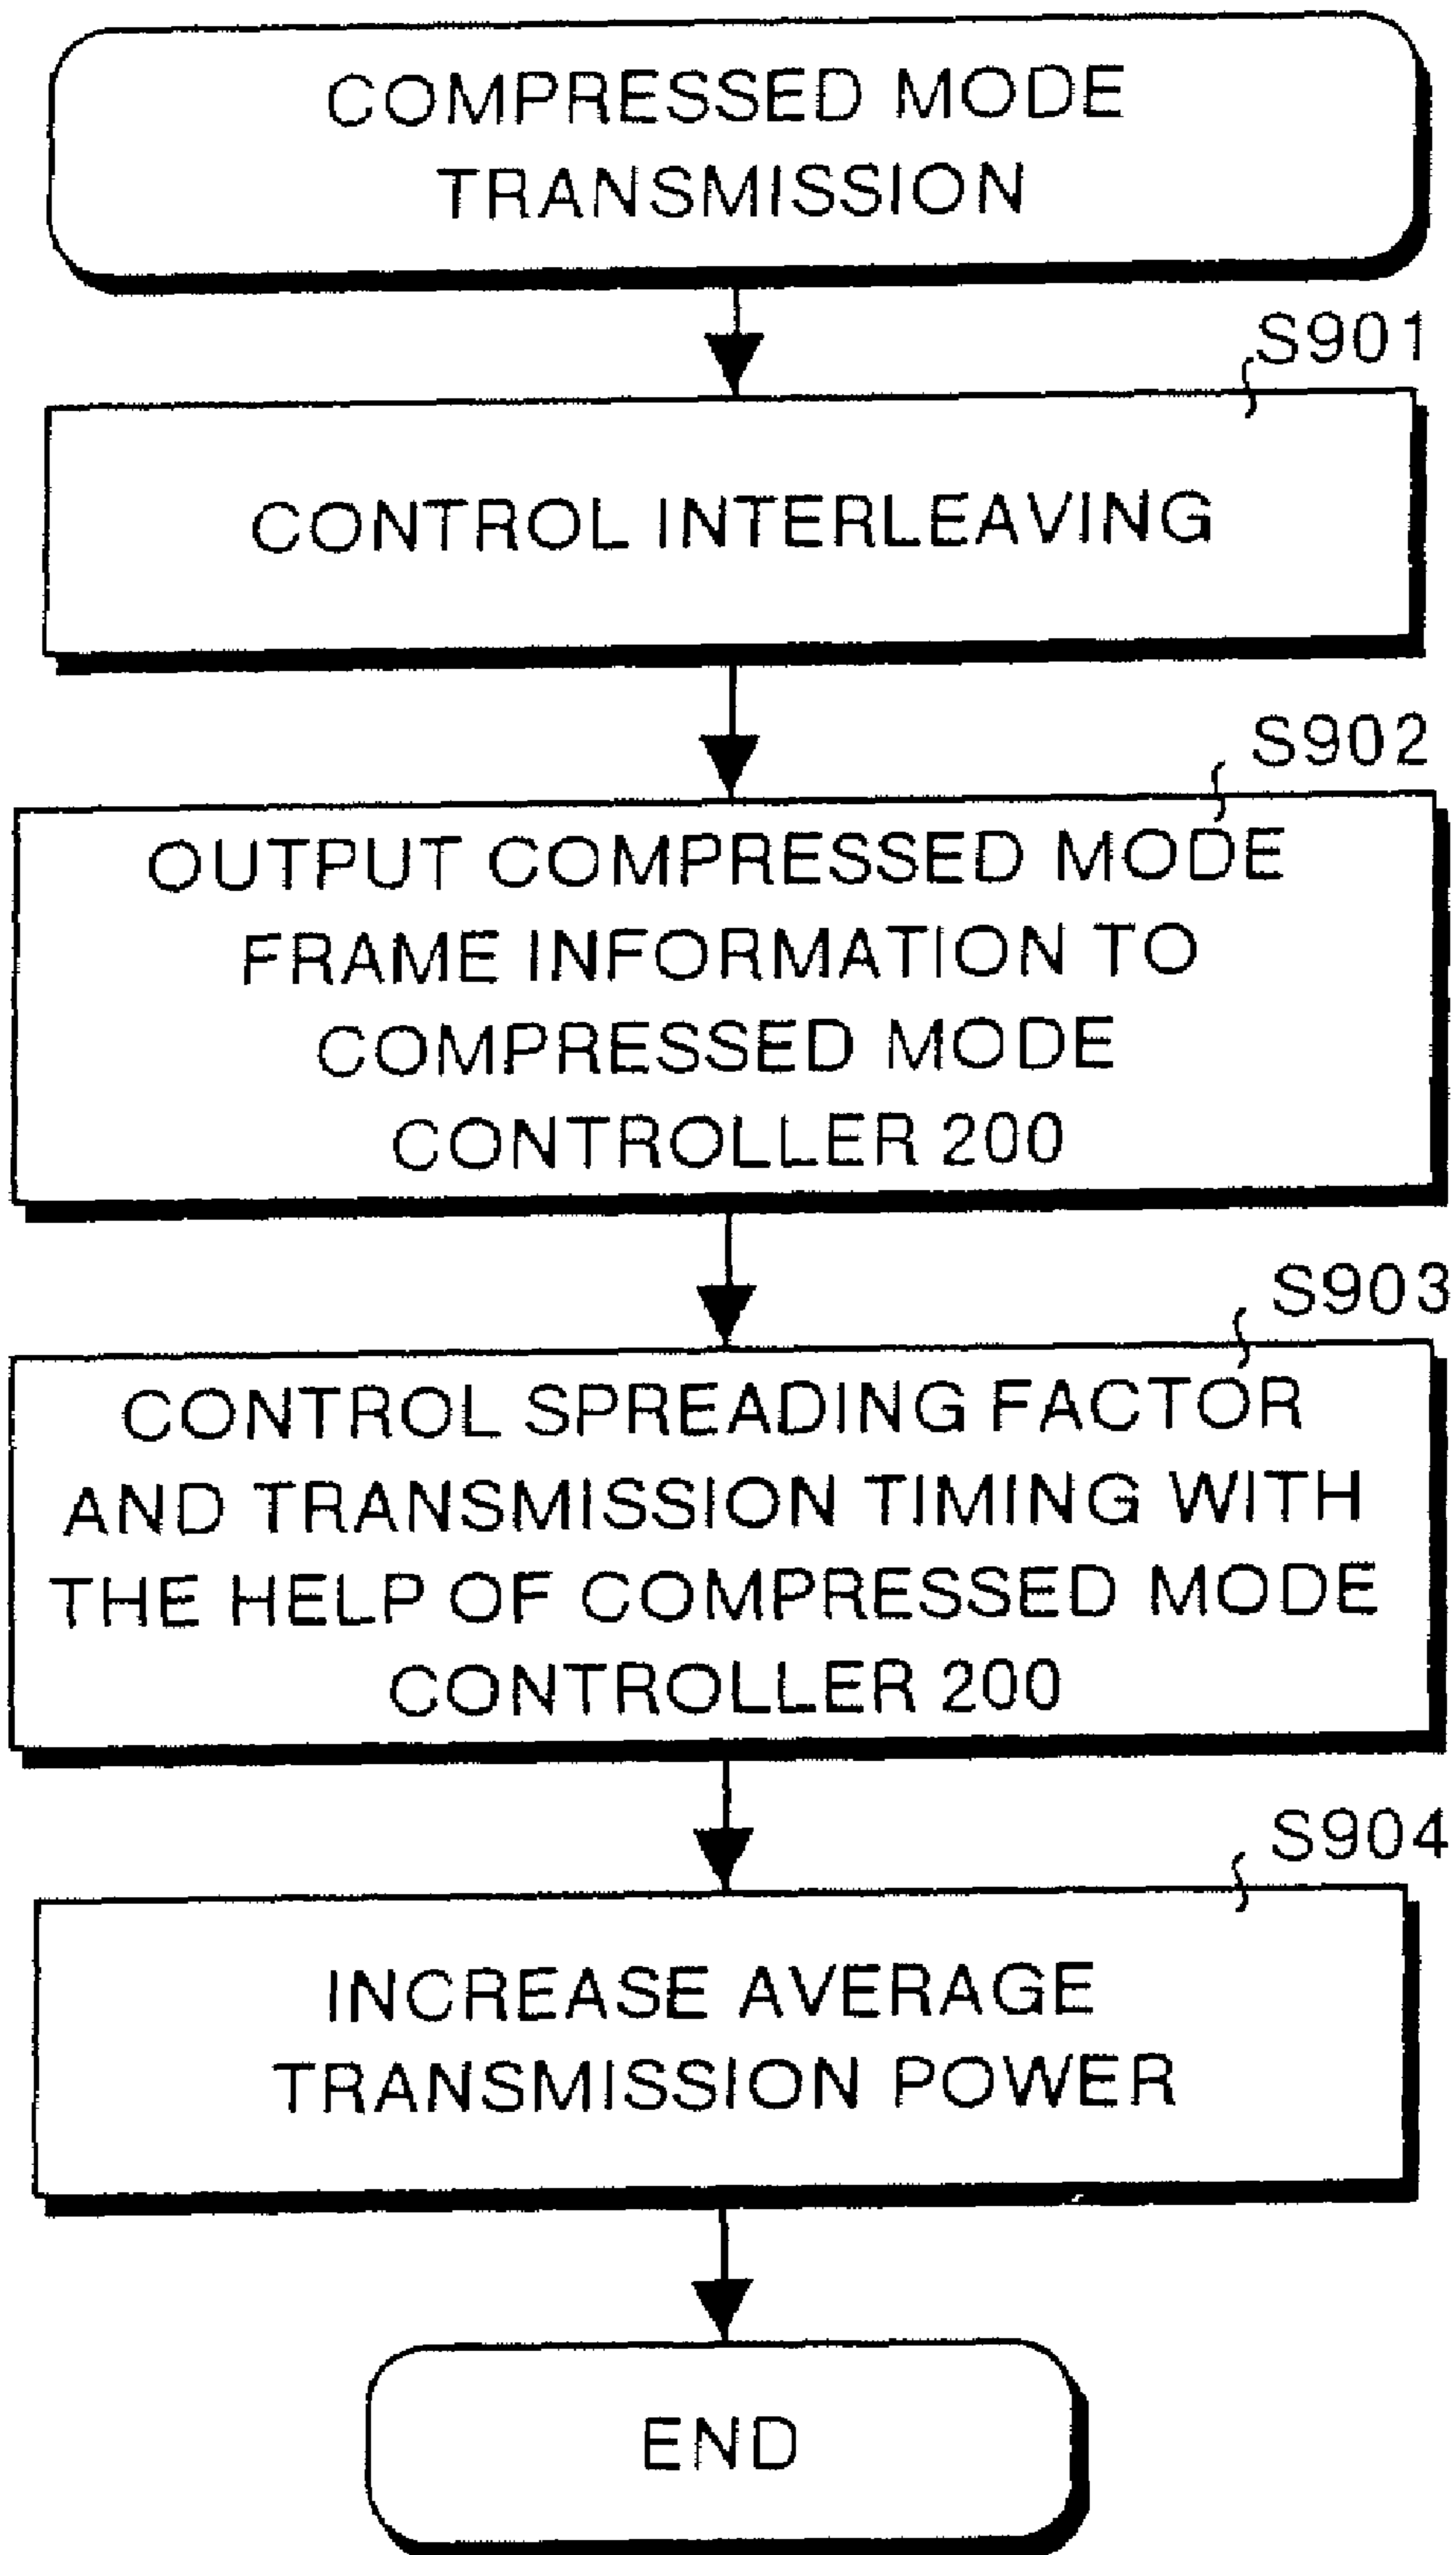 COMPRESSED MODE
TRANSMISSION
S901
CONTROL INTERLEAVING
S902
OUTPUT COMPRESSED MODE
FRAME INFORMATION TO
COMPRESSED MODE
CONTROLLER 200
S903
CONTROL SPREADING FACTOR
AND TRANSMISSION TIMING WITH
THE HELP OF COMPRESSED MODE
CONTROLLER 200
S904
INCREASE AVERAGE
TRANSMISSION POWER
END